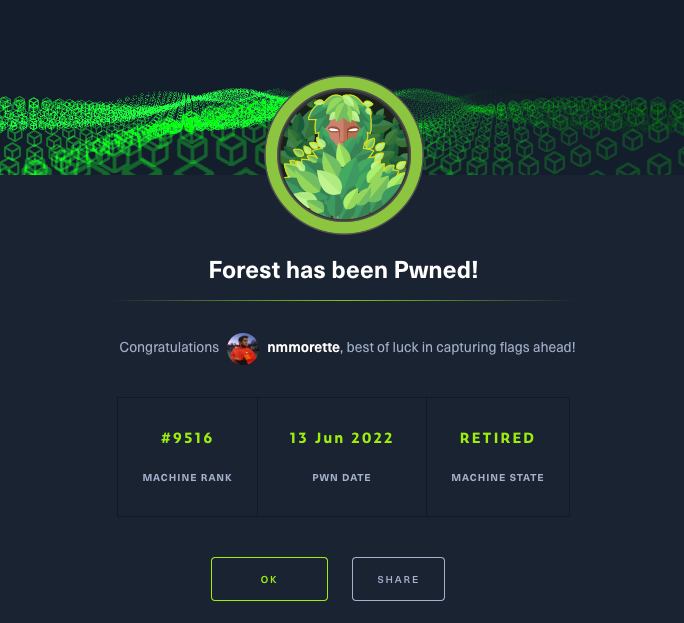 Forest has been Pwned!
Congratulations nmmorette, best of luck in capturing flags ahead!
#9516 13 Jun 2022 RETIRED
MACHINE RANK PWN DATE MACHINE STATE
OK SHARE